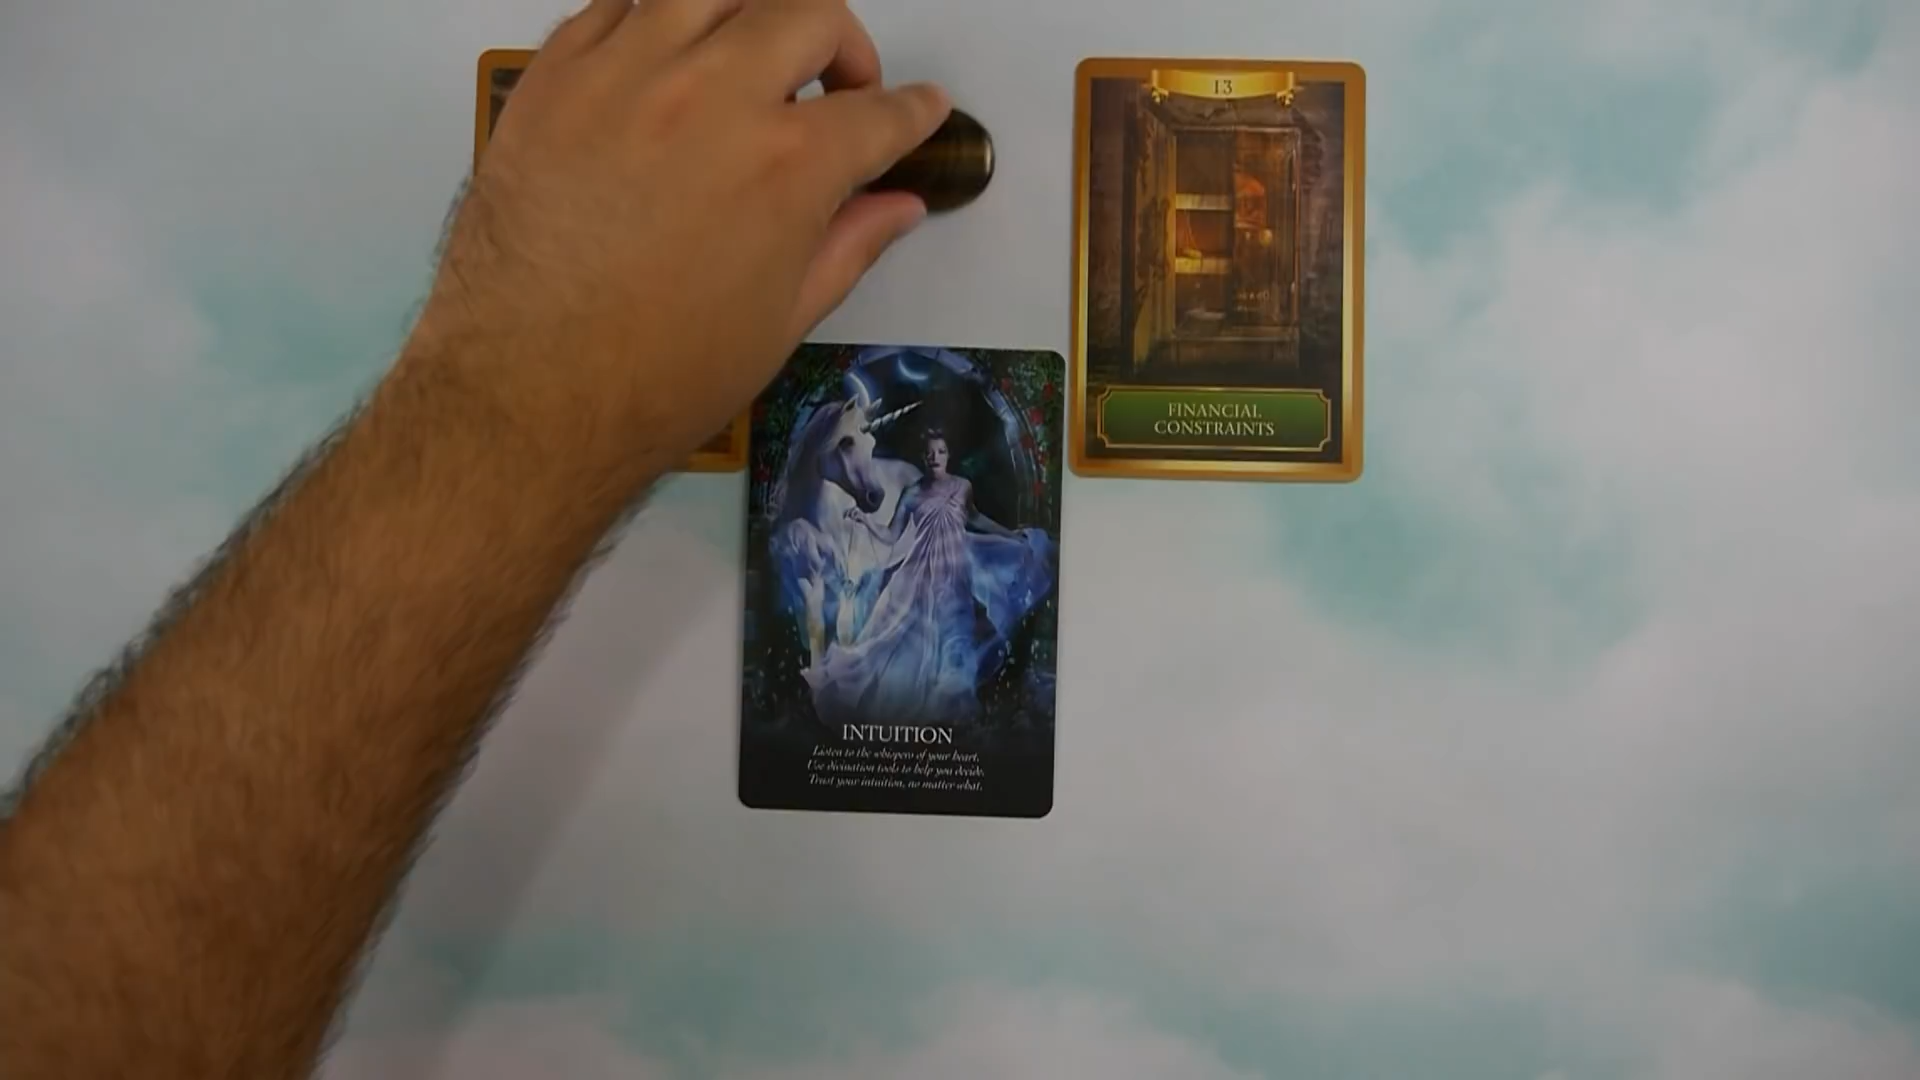 13
FINANCIAL
CONSTRAINTS
INTUITION
Listen to the whispers of your heart.
Use divination tools to help you decide.
Trust your intuition, no matter what.